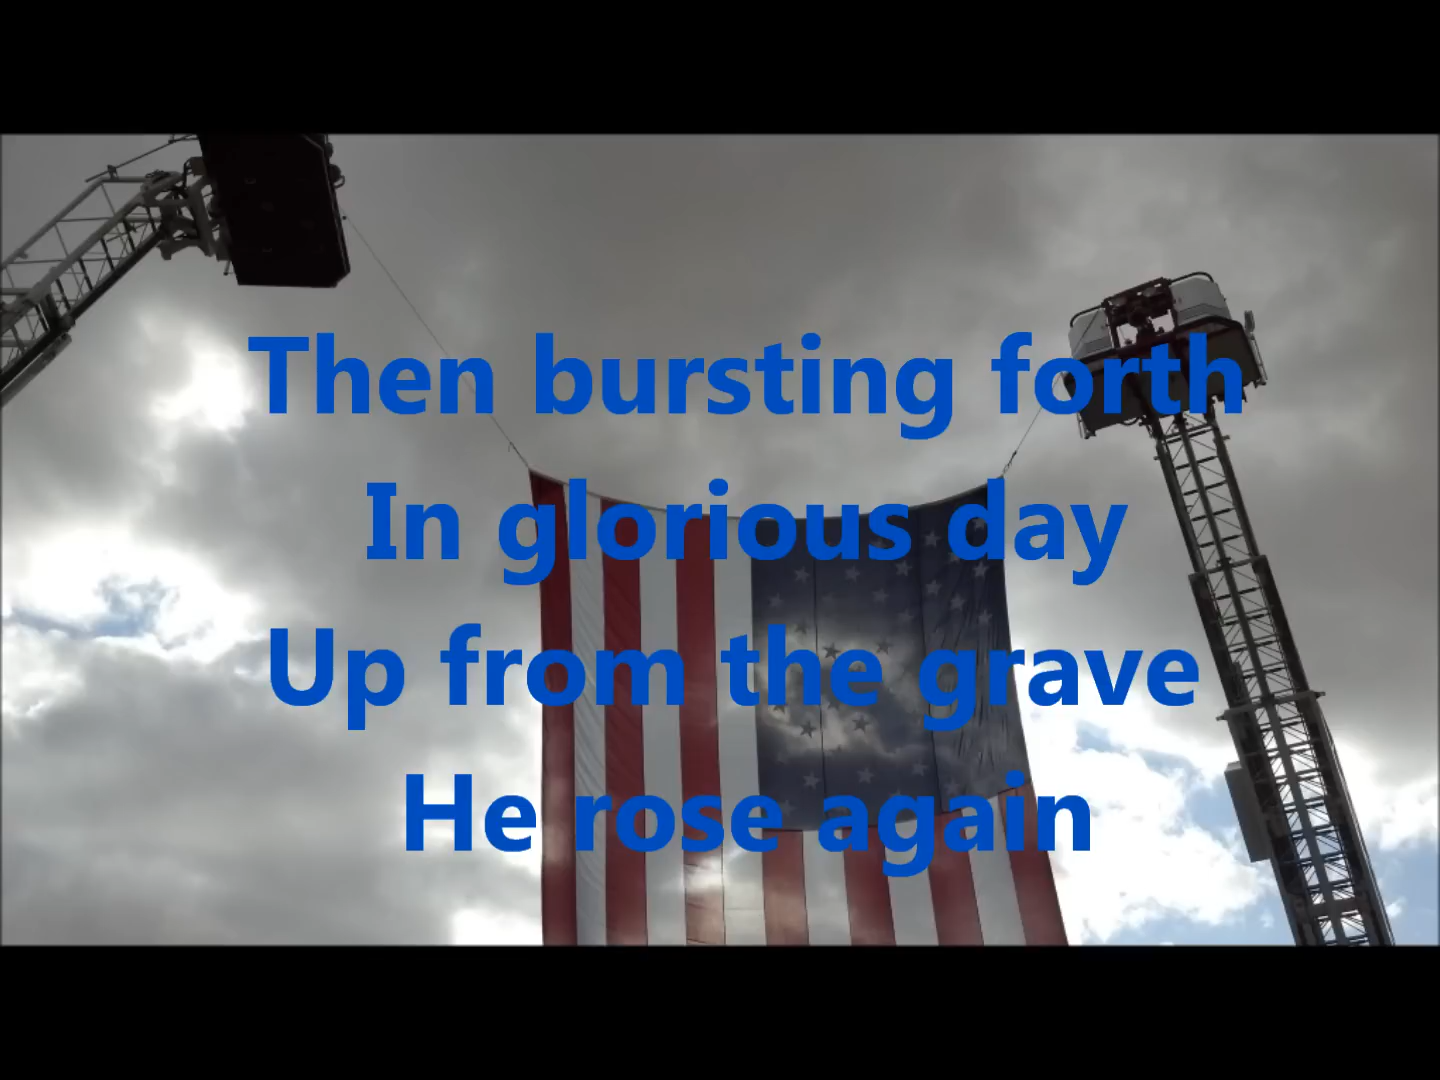 Then bursting forth
In glorious day
Up from the grave
He rose again